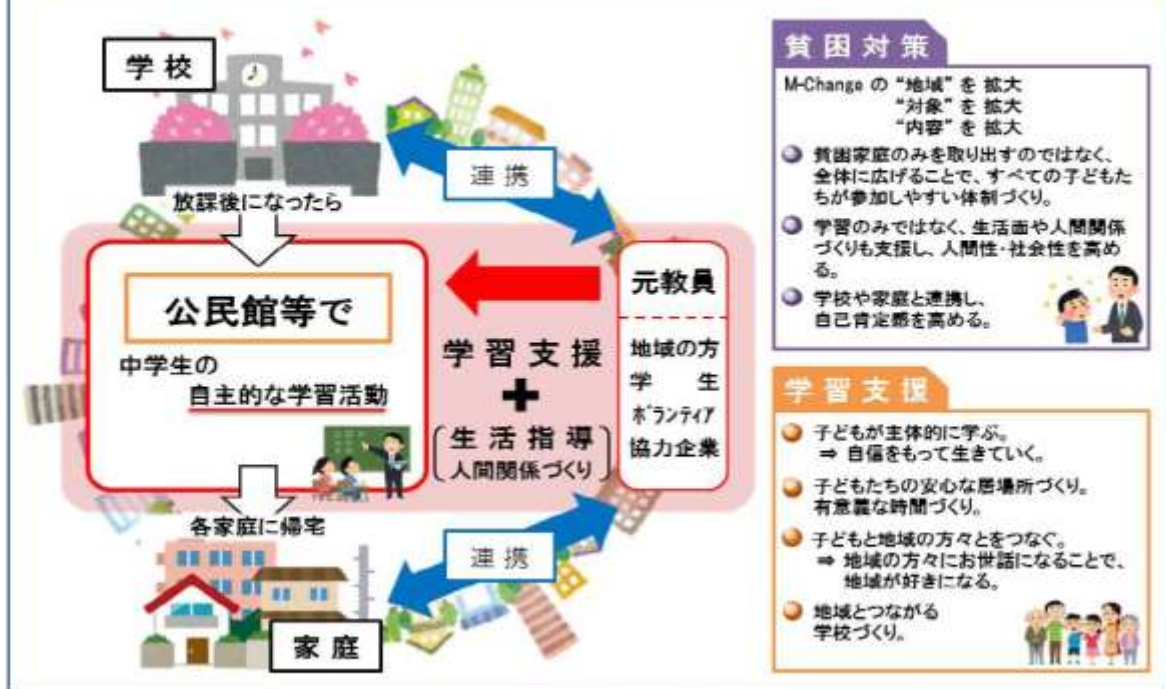 学校
放課後になったら
連携
公民館等で
中学生の
自主的な学習活動
学習支援
+
生活指導
人間関係づくり
元教員
地域の方
学 生
ボランティア
協力企業
各家庭に帰宅
連携
家庭
貧困対策
M-Change の “地域” を 拡大
“対象” を 拡大
“内容” を 拡大
貧困家庭のみを取り出すのではなく、
全体に広げることで、すべての子どもた
ちが参加しやすい体制づくり。
学習のみではなく、生活面や人間関係
づくりも支援し、人間性・社会性を高め
る。
学校や家庭と連携し、
自己肯定感を高める。
学習支援
子どもが主体的に学ぶ。
⇒ 自信をもって生きていく。
子どもたちの安心な居場所づくり。
有意義な時間づくり。
子どもと地域の方々とをつなぐ。
⇒ 地域の方々にお世話になることで、
地域が好きになる。
地域とつながる
学校づくり。